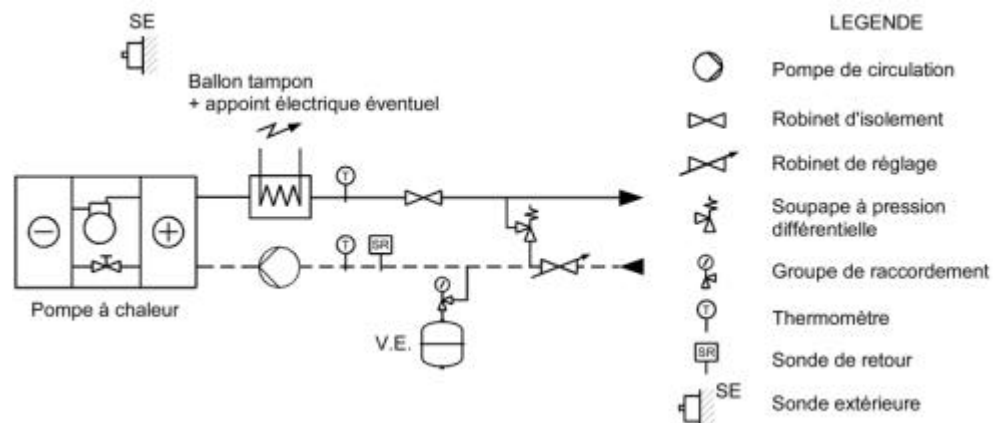 SE
Ballon tampon
+ appoint électrique éventuel
T
T
SR
Pompe à chaleur
V.E.
LEGENDE
Pompe de circulation
Robinet d'isolement
Robinet de réglage
Soupape à pression
différentielle
Groupe de raccordement
T
Thermomètre
SR
Sonde de retour
SE
Sonde extérieure